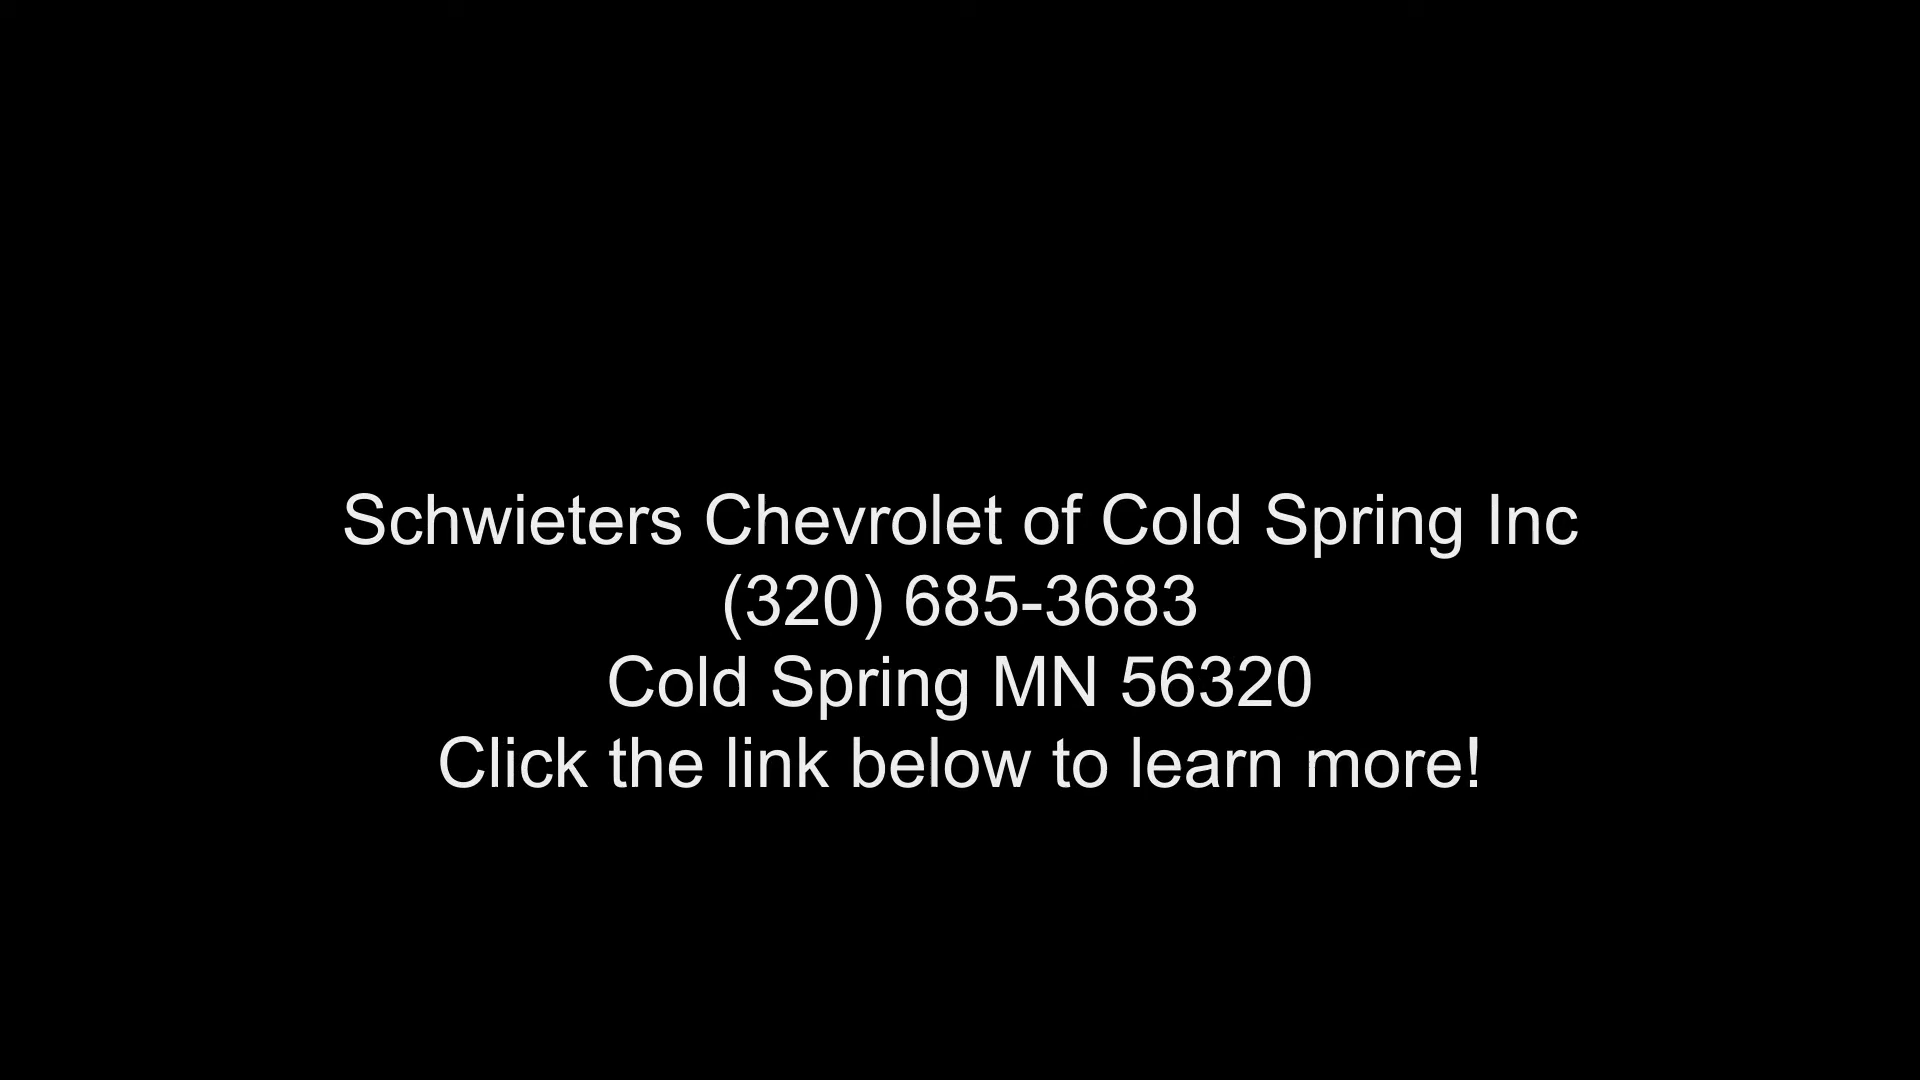 Schwieters Chevrolet of Cold Spring Inc
(320) 685-3683
Cold Spring MN 56320
Click the link below to learn more!